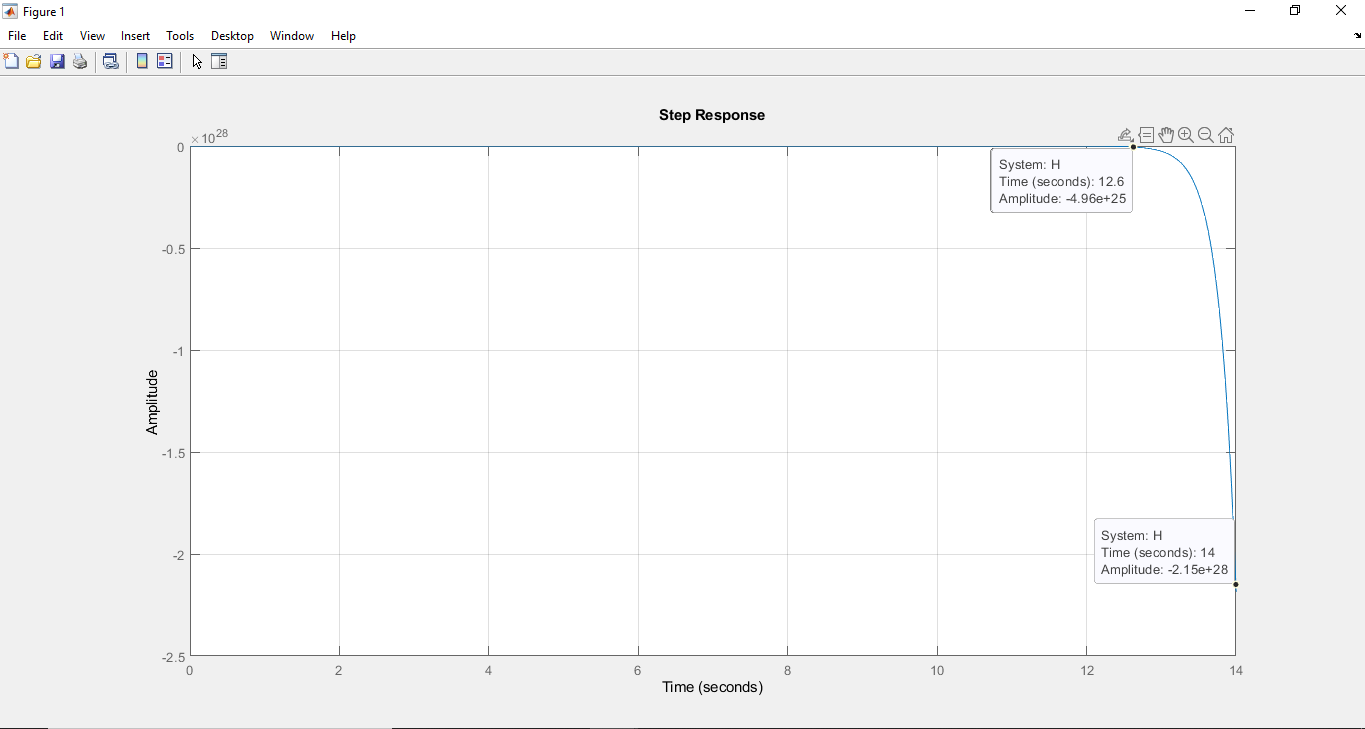 Figure 1
File Edit View Insert Tools Desktop Window Help
Step Response
×10^28
System: H
Time (seconds): 12.6
Amplitude: -4.96e+25
System: H
Time (seconds): 14
Amplitude: -2.15e+28
Amplitude
0
-0.5
-1
-1.5
-2
-2.5
0 2 4 6 8 10 12 14
Time (seconds)